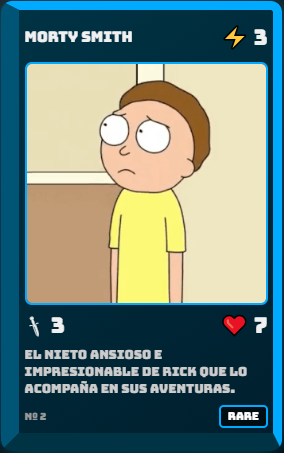 MORTY SMITH
3
3
7
EL NIETO ANSIOSO E
IMPRESIONABLE DE RICK QUE LO
ACOMPAÑA EN SUS AVENTURAS.
Nº 2
RARE